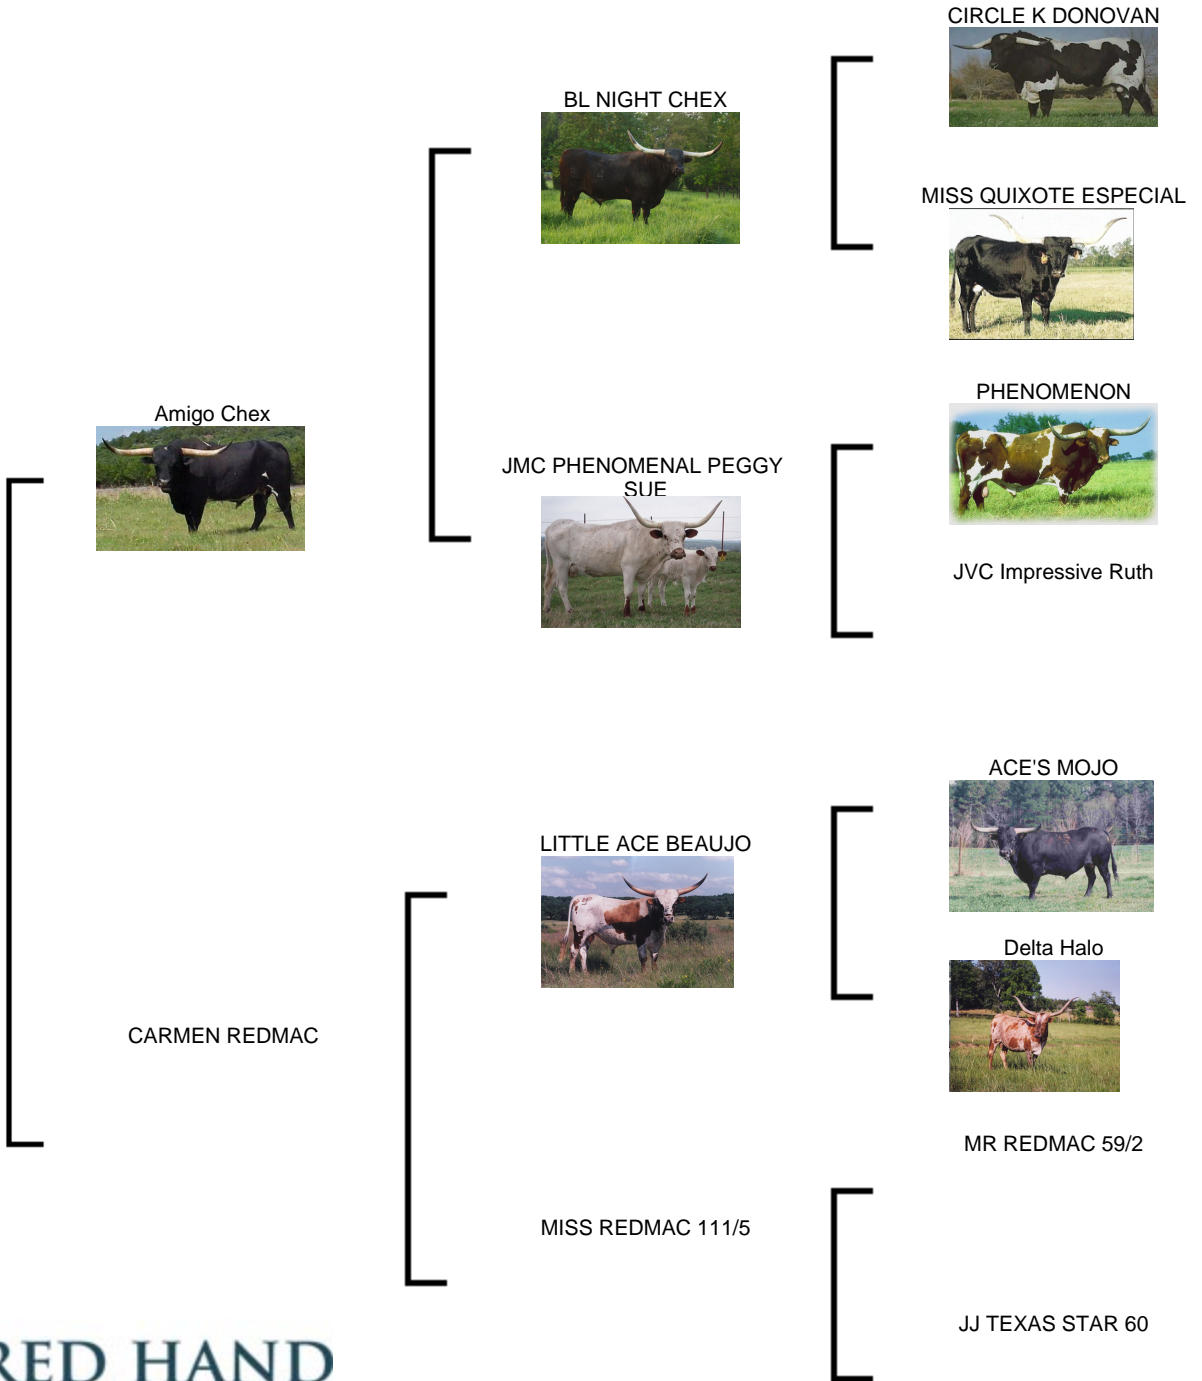 CIRCLE K DONOVAN
BL NIGHT CHEX
MISS QUIXOTE ESPECIAL
PHENOMENON
Amigo Chex
JMC PHENOMENAL PEGGY
SUE
JVC Impressive Ruth
ACE'S MOJO
LITTLE ACE BEAUJO
Delta Halo
CARMEN REDMAC
MR REDMAC 59/2
MISS REDMAC 111/5
JJ TEXAS STAR 60
RED HAND